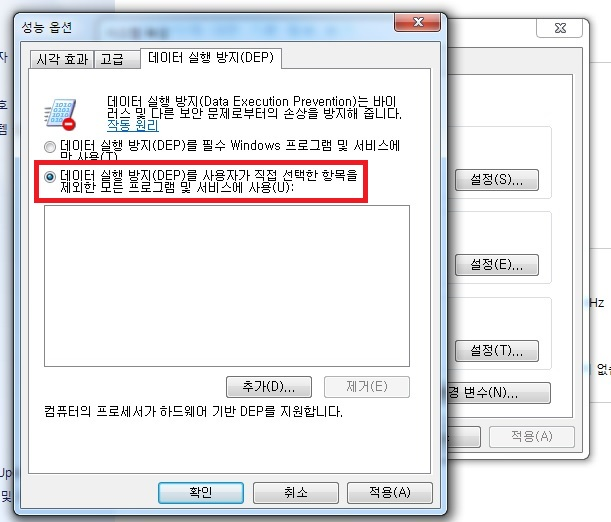 성능 옵션
시각 효과
고급
데이터 실행 방지(DEP)
데이터 실행 방지(Data Execution Prevention)는 바이
러스 및 다른 보안 문제로부터의 손상을 방지해 줍니다.
작동 원리
데이터 실행 방지(DEP)를 필수 Windows 프로그램 및 서비스에
만 사용(T)
데이터 실행 방지(DEP)를 사용자가 직접 선택한 항목을
제외한 모든 프로그램 및 서비스에 사용(U):
추가(D)...
제거(E)
컴퓨터의 프로세서가 하드웨어 기반 DEP를 지원합니다.
확인
취소
적용(A)
설정(S)...
설정(E)...
Hz
설정(T)...
경 변수(N)...
적용(A)
Up
및